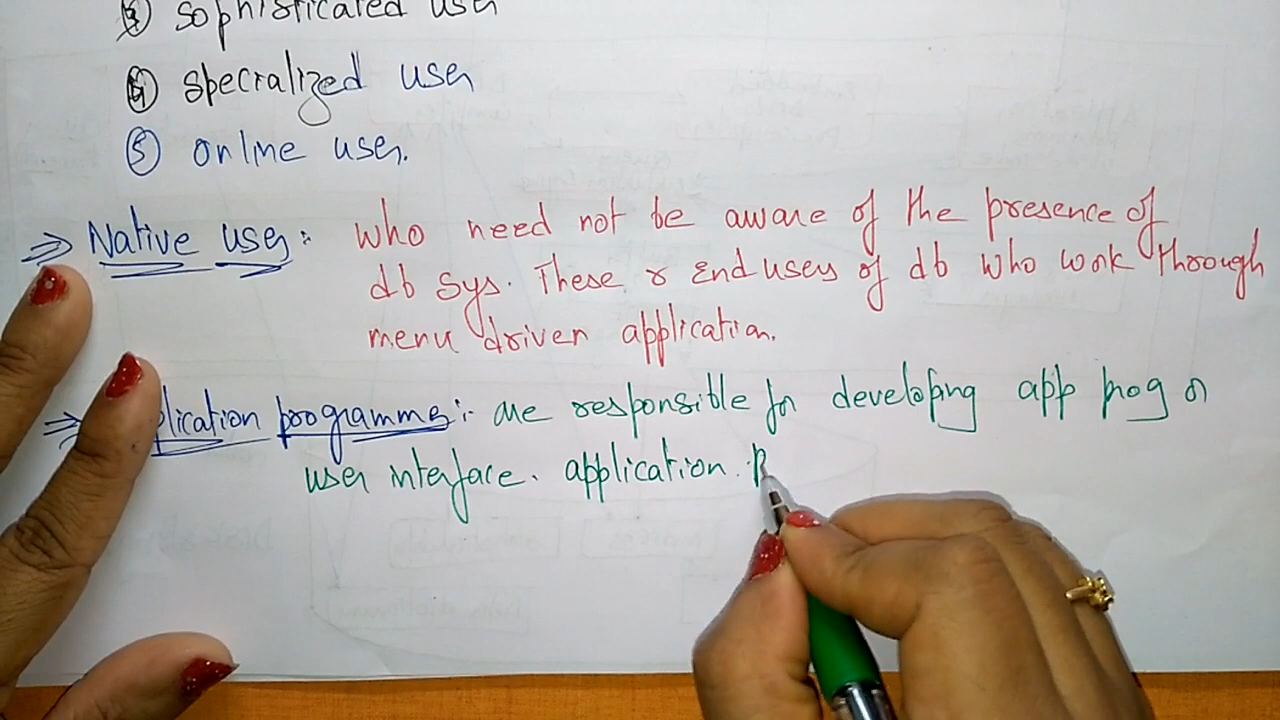 ③ sophisticated user
④ specialized user
⑤ online user.
⇒ Native user: who need not be aware of the presence of
db sys. These r End users of db who work through
menu driven application.
⇒ plication programmes:- are responsible for developing app prog or
user interface. application. p